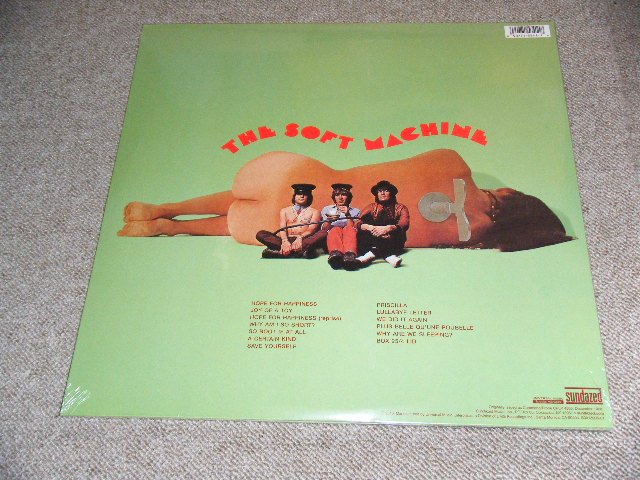 THE SOFT MACHINE
HOPE FOR HAPPINESS
JOY OF A TOY
HOPE FOR HAPPINESS (reprise)
WHY AM I SO SHORT?
SO BOOT IF AT ALL
A CERTAIN KIND
SAVE YOURSELF
PRISCILLA
LULLABYE LETTER
WE DID IT AGAIN
PLUS BELLE QU'UNE POUBELLE
WHY ARE WE SLEEPING?
BOX 25/4 LID
sundazed